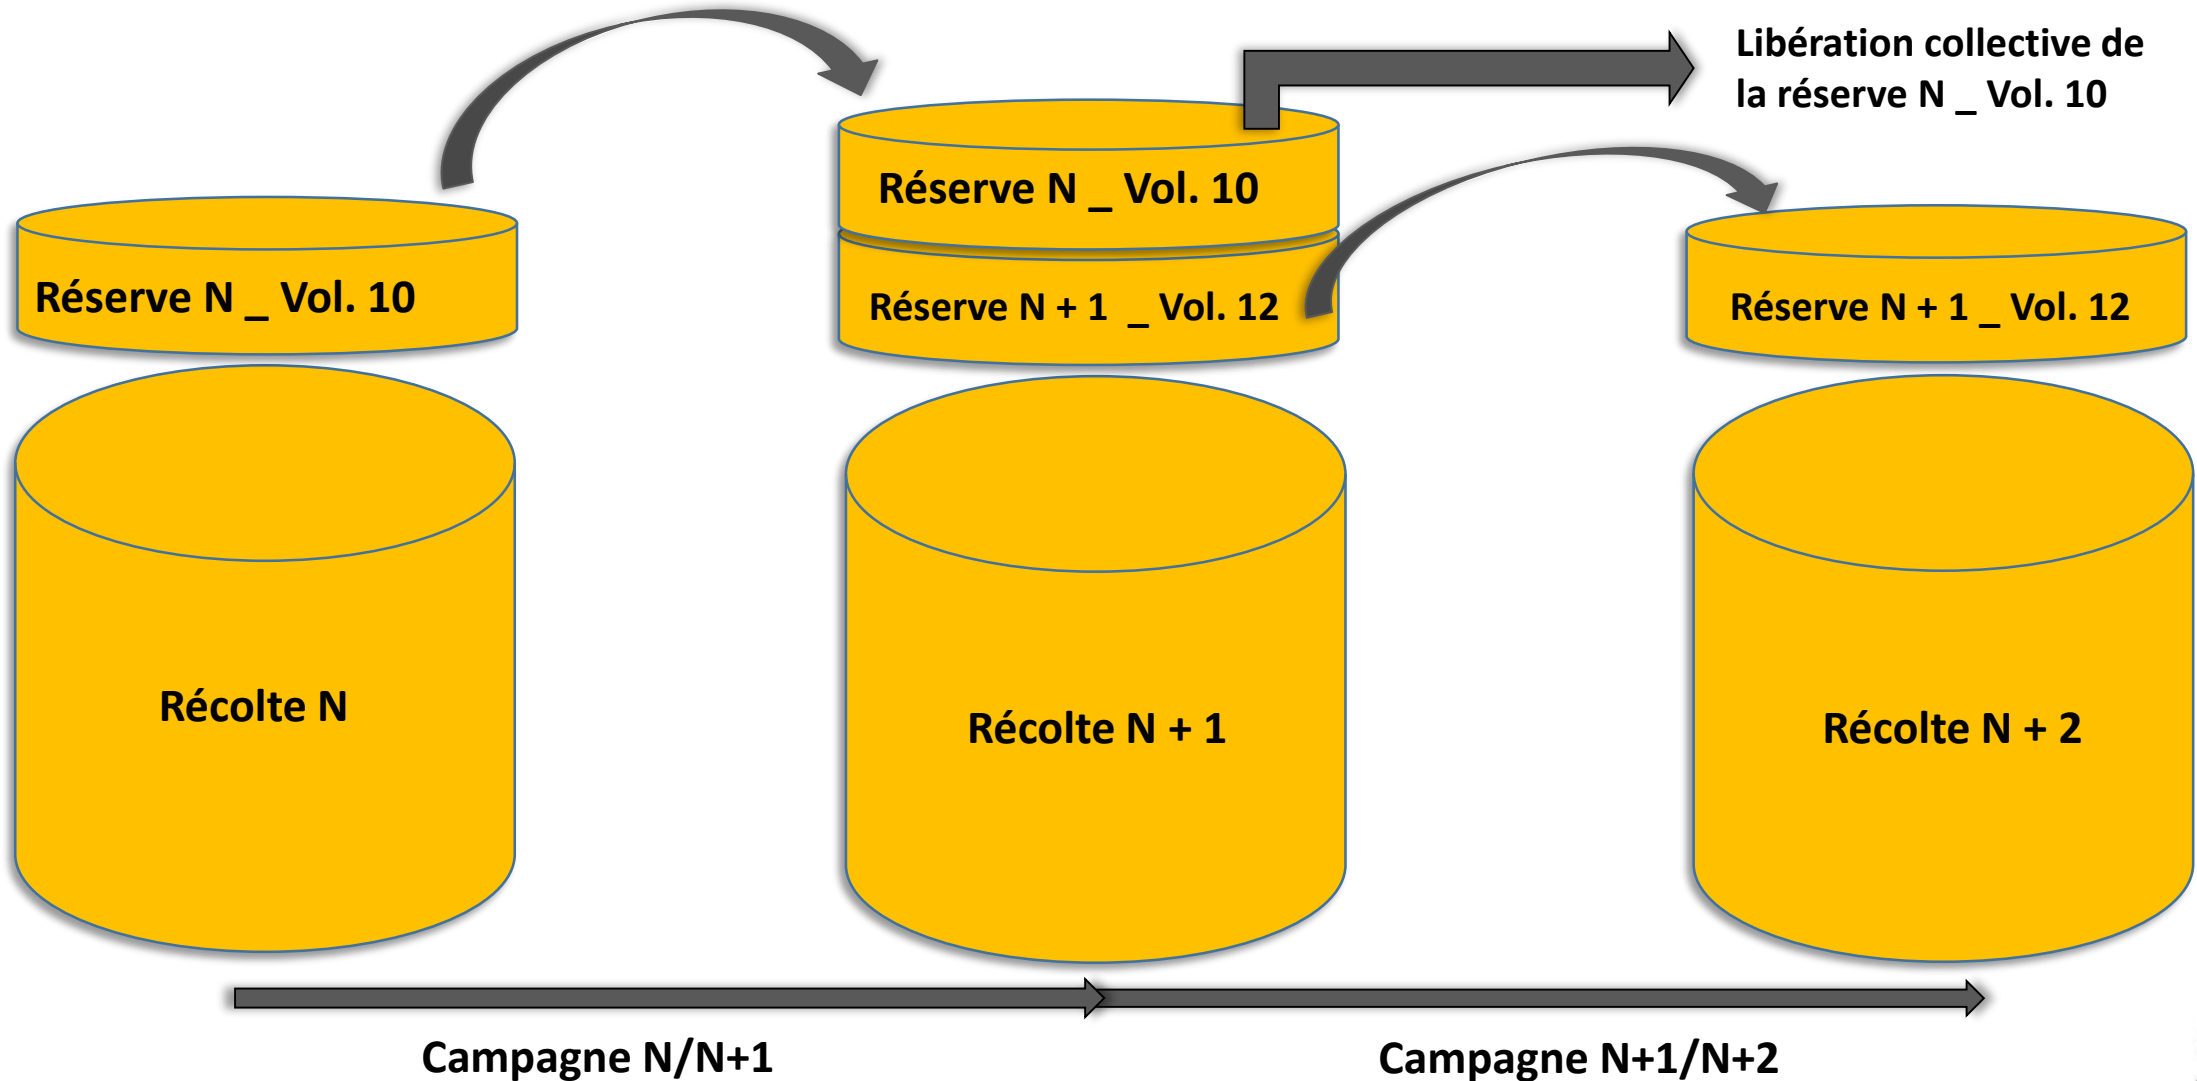 Libération collective de
la réserve N _ Vol. 10
Réserve N _ Vol. 10
Réserve N _ Vol. 10
Réserve N + 1 _ Vol. 12
Réserve N + 1 _ Vol. 12
Récolte N
Récolte N + 1
Récolte N + 2
Campagne N/N+1
Campagne N+1/N+2